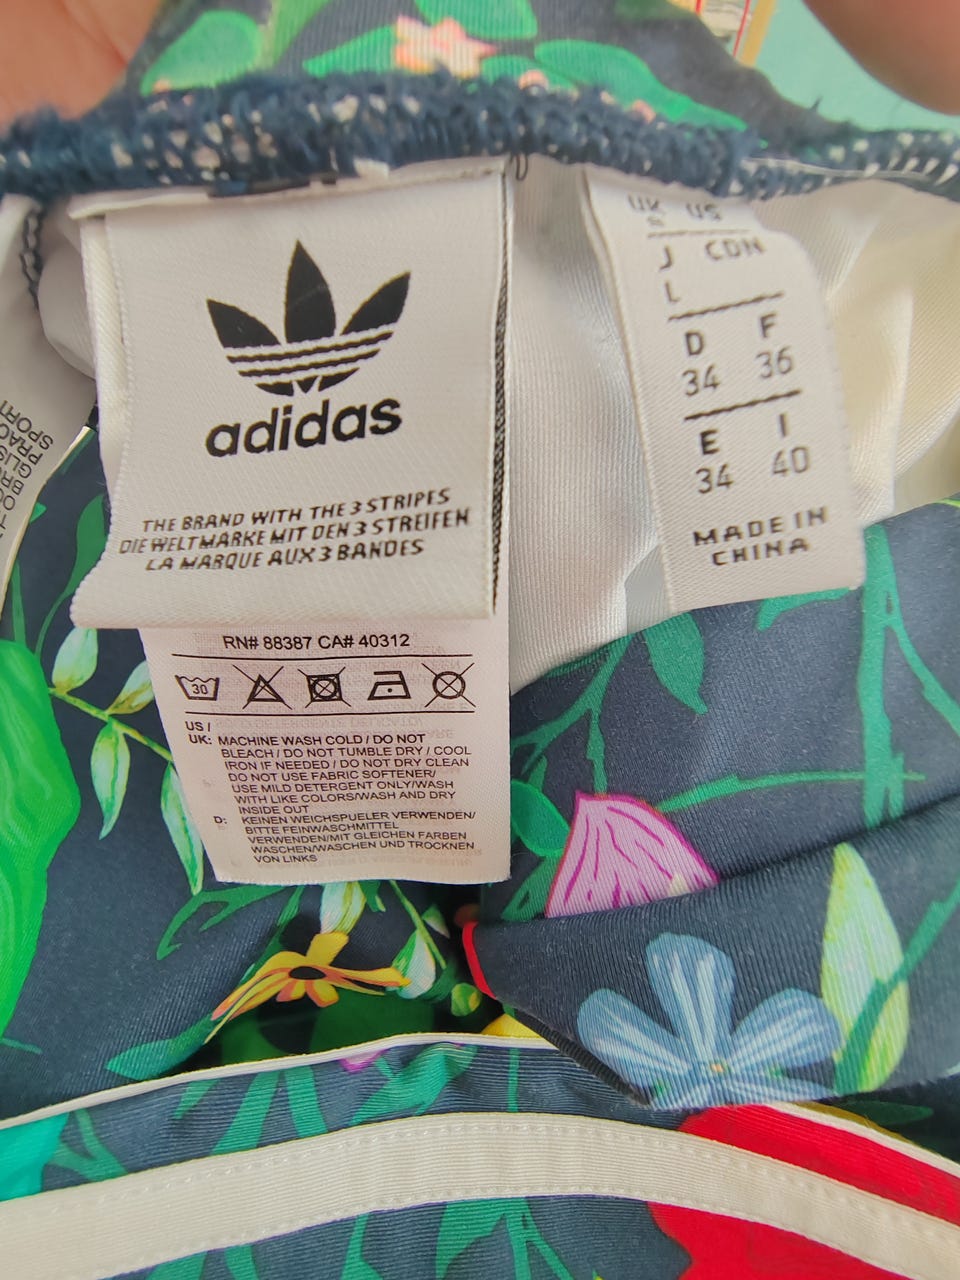 adidas
THE BRAND WITH THE 3 STRIPES
DIE WELTMARKE MIT DEN 3 STREIFEN
LA MARQUE AUX 3 BANDES
RN# 88387 CA# 40312
30
US /
UK: MACHINE WASH COLD / DO NOT
BLEACH / DO NOT TUMBLE DRY / COOL
IRON IF NEEDED / DO NOT DRY CLEAN
DO NOT USE FABRIC SOFTENER/
USE MILD DETERGENT ONLY/WASH
WITH LIKE COLORS/WASH AND DRY
INSIDE OUT
D: KEINEN WEICHSPUELER VERWENDEN/
BITTE FEINWASCHMITTEL
VERWENDEN/MIT GLEICHEN FARBEN
WASCHEN/WASCHEN UND TROCKNEN
VON LINKS
UK US
J CDN
L
D F
34 36
E I
34 40
MADE IN
CHINA